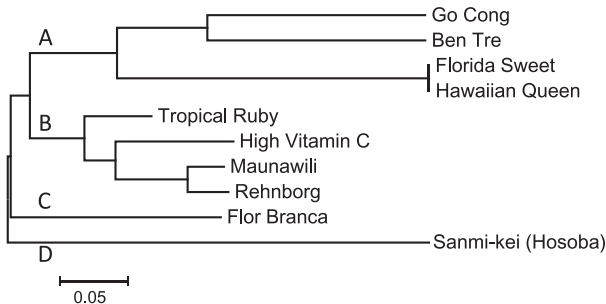 Go Cong
A
Ben Tre
Florida Sweet
Hawaiian Queen
Tropical Ruby
B
High Vitamin C
Maunawili
Rehnborg
C
Flor Branca
Sanmi-kei (Hosoba)
D
0.05